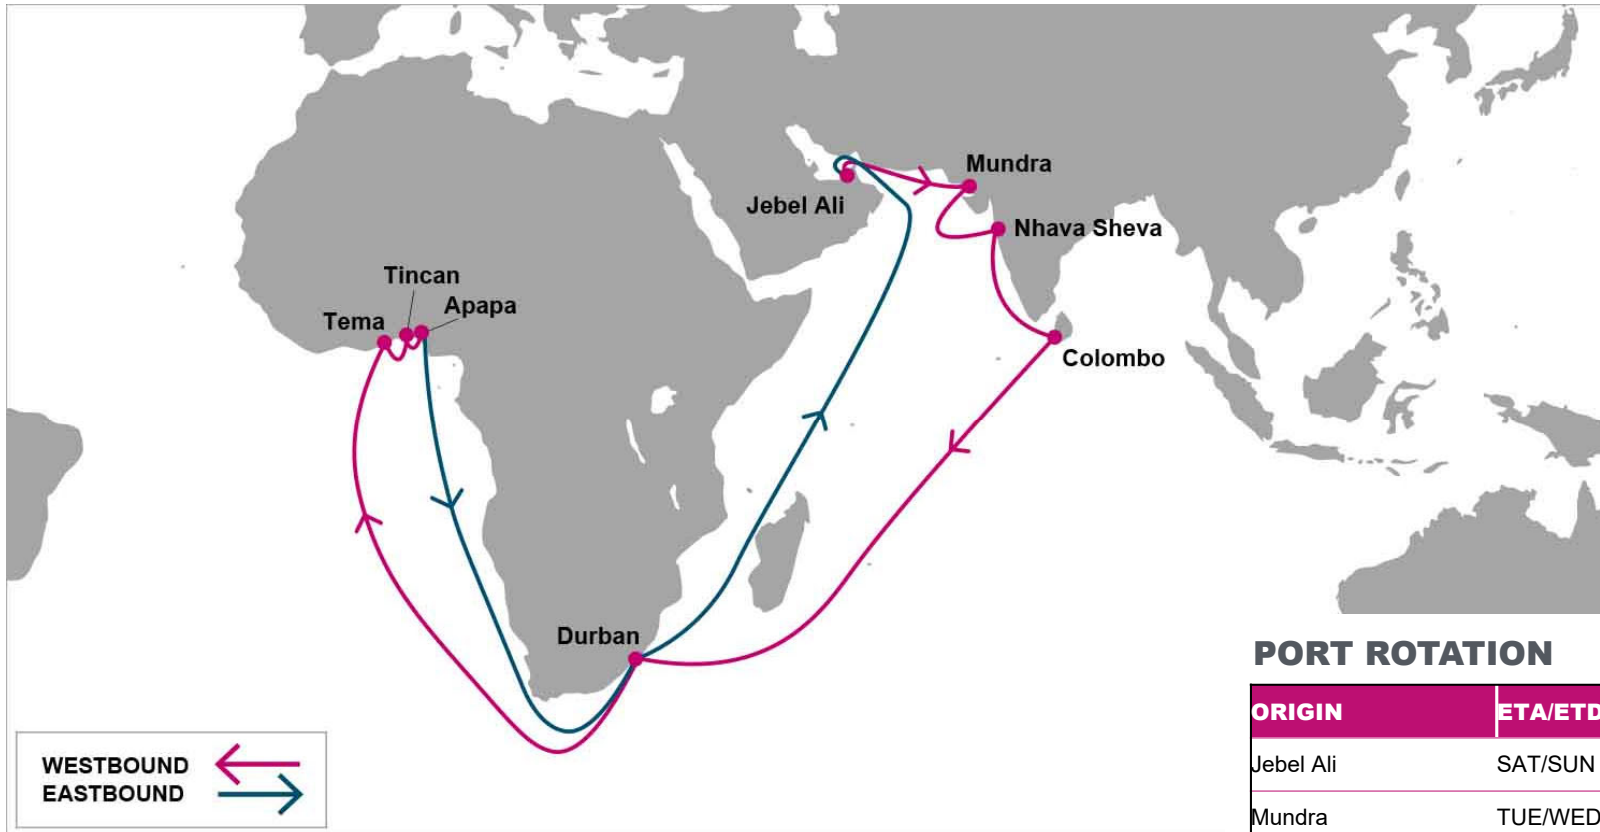 Mundra
Jebel Ali
Nhava Sheva
Tincan
Apapa
Tema
Colombo
Durban
PORT ROTATION
ORIGIN ETA/ETD
Jebel Ali SAT/SUN
Mundra TUE/WED
WESTBOUND
EASTBOUND